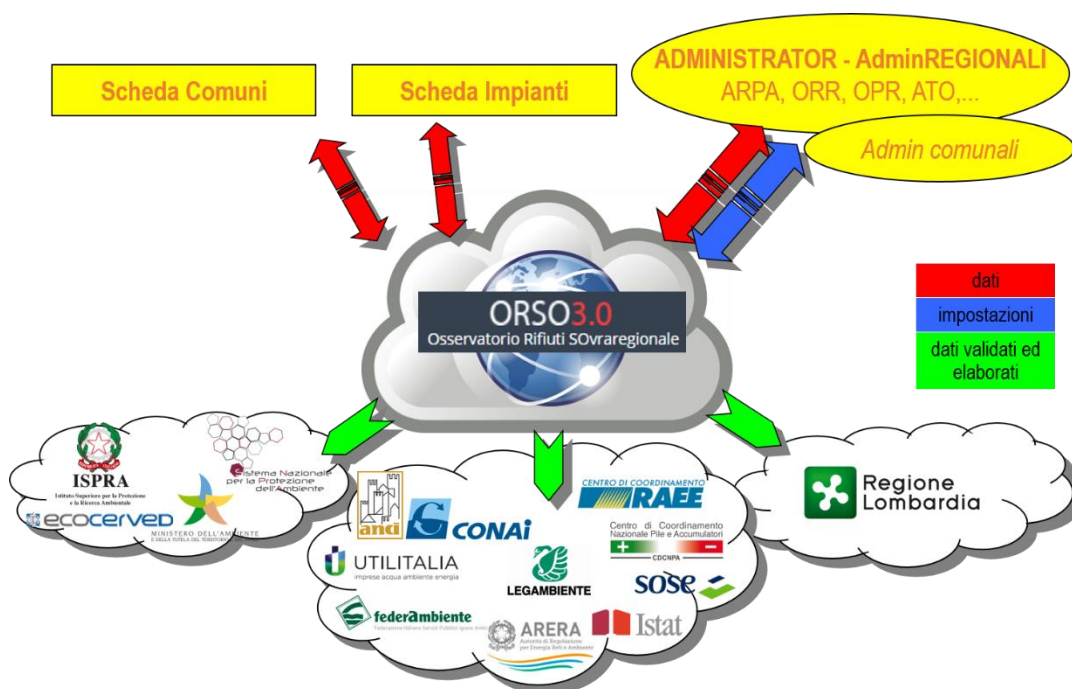 Scheda Comuni
Scheda Impianti
ADMINISTRATOR - AdminREGIONALI
ARPA, ORR, OPR, ATO,...
Admin comunali
ORSO3.0
Osservatorio Rifiuti SOvraregionale
dati
impostazioni
dati validati ed
elaborati
ISPRA
Istituto Superiore per la Protezione
e la Ricerca Ambientale
Sistema Nazionale
per la Protezione
dell'Ambiente
ecocerved
MINISTERO DELL'AMBIENTE
anci
CONAI
CENTRO DI COORDINAMENTO
RAEE
Centro di Coordinamento
Nazionale Pile e Accumulatori
CDCNPA
UTILITALIA
imprese acqua ambiente energia
LEGAMBIENTE
sose
federambiente
ARERA
Autorità di Regolazione
per Energia Reti e Ambiente
Istat
Regione
Lombardia